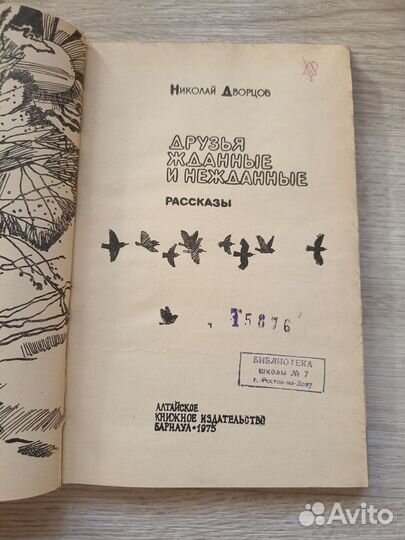 Николай Дворцов
ДРУЗЬЯ
ЖДАННЫЕ
И НЕЖДАННЫЕ
РАССКАЗЫ
15876
БИБЛИОТЕКА
школы № 7
г. Ростов-на-Дону
АЛТАЙСКОЕ
КНИЖНОЕ ИЗДАТЕЛЬСТВО
БАРНАУЛ · 1975
Avito